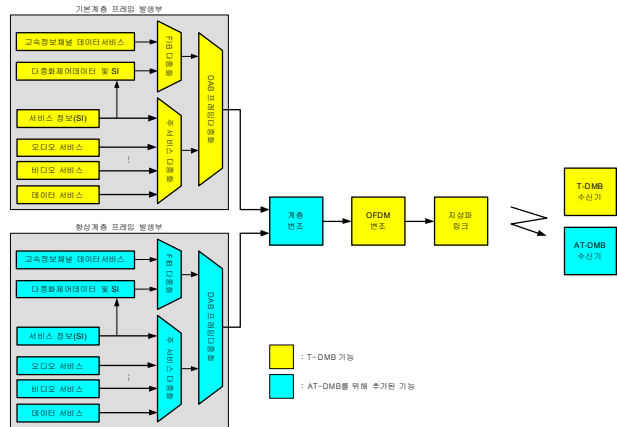 기본계층 프레임 발생부
고속정보채널 데이터서비스
다중화제어데이터 및 SI
서비스 정보(SI)
오디오 서비스
비디오 서비스
데이터 서비스
FIB 다중화
주 서비스 다중화
DAB 프레임다중화
향상계층 프레임 발생부
고속정보채널 데이터서비스
다중화제어데이터 및 SI
서비스 정보(SI)
오디오 서비스
비디오 서비스
데이터 서비스
FIB 다중화
주 서비스 다중화
DAB 프레임다중화
계층
변조
OFDM
변조
지상파
링크
T-DMB
수신기
AT-DMB
수신기
: T-DMB 기능
: AT-DMB를 위해 추가된 기능